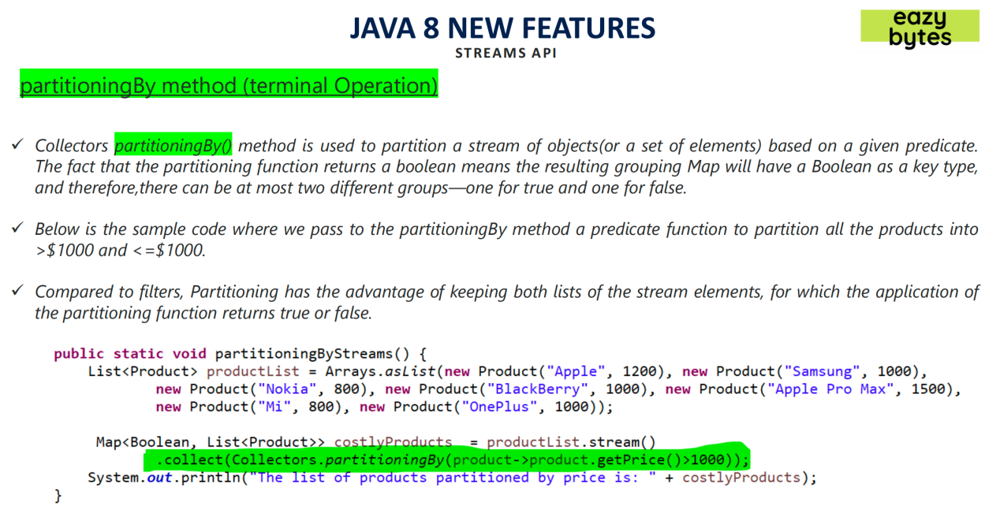 JAVA 8 NEW FEATURES
eazy
bytes
STREAMS API
partitioningBy method (terminal Operation)
✓ Collectors partitioningBy() method is used to partition a stream of objects(or a set of elements) based on a given predicate.
The fact that the partitioning function returns a boolean means the resulting grouping Map will have a Boolean as a key type,
and therefore,there can be at most two different groups—one for true and one for false.
✓ Below is the sample code where we pass to the partitioningBy method a predicate function to partition all the products into
>$1000 and <=$1000.
✓ Compared to filters, Partitioning has the advantage of keeping both lists of the stream elements, for which the application of
the partitioning function returns true or false.
public static void partitioningByStreams() {
List<Product> productList = Arrays.asList(new Product("Apple", 1200), new Product("Samsung", 1000),
new Product("Nokia", 800), new Product("BlackBerry", 1000), new Product("Apple Pro Max", 1500),
new Product("Mi", 800), new Product("OnePlus", 1000));
Map<Boolean, List<Product>> costlyProducts = productList.stream()
.collect(Collectors.partitioningBy(product->product.getPrice()>1000));
System.out.println("The list of products partitioned by price is: " + costlyProducts);
}